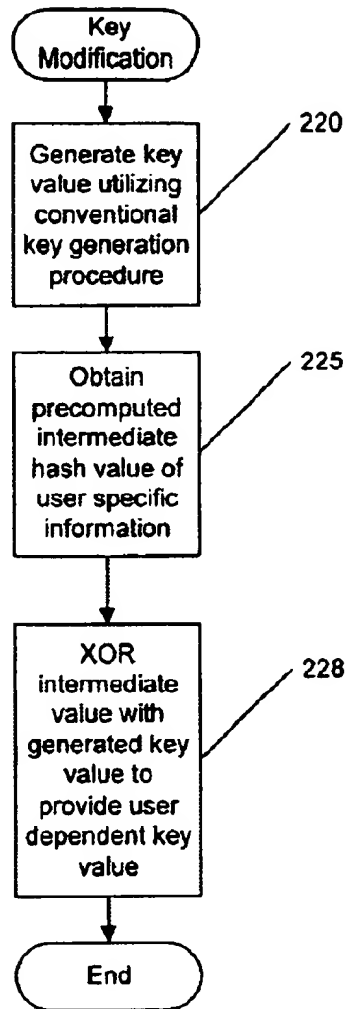 Key
Modification
220
Generate key
value utilizing
conventional
key generation
procedure
225
Obtain
precomputed
intermediate
hash value of
user specific
information
228
XOR
intermediate
value with
generated key
value to
provide user
dependent key
value
End